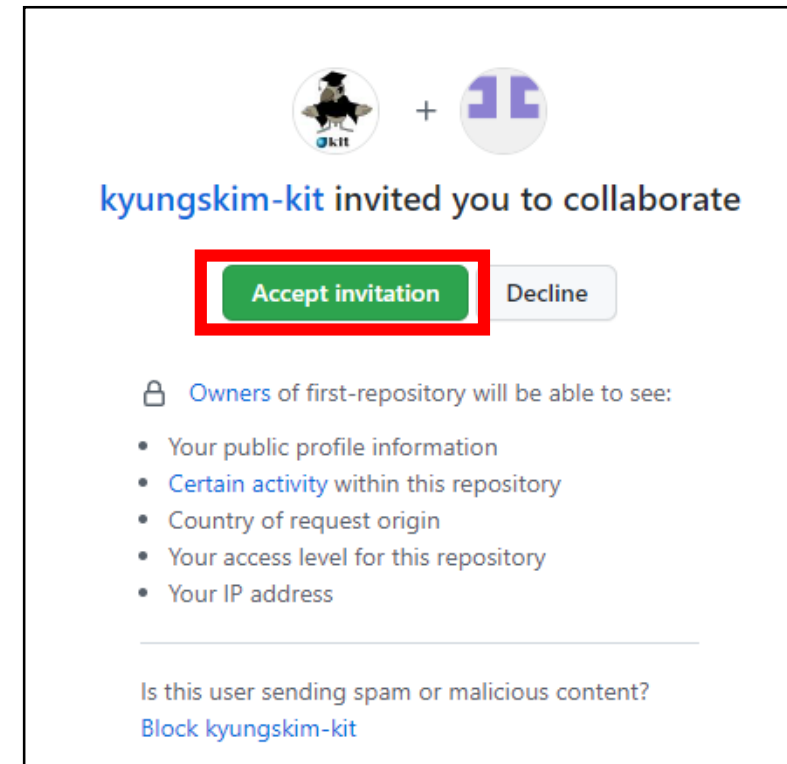 kit
kyungskim-kit invited you to collaborate
Accept invitation
Decline
Owners of first-repository will be able to see:
Your public profile information
Certain activity within this repository
Country of request origin
Your access level for this repository
Your IP address
Is this user sending spam or malicious content?
Block kyungskim-kit